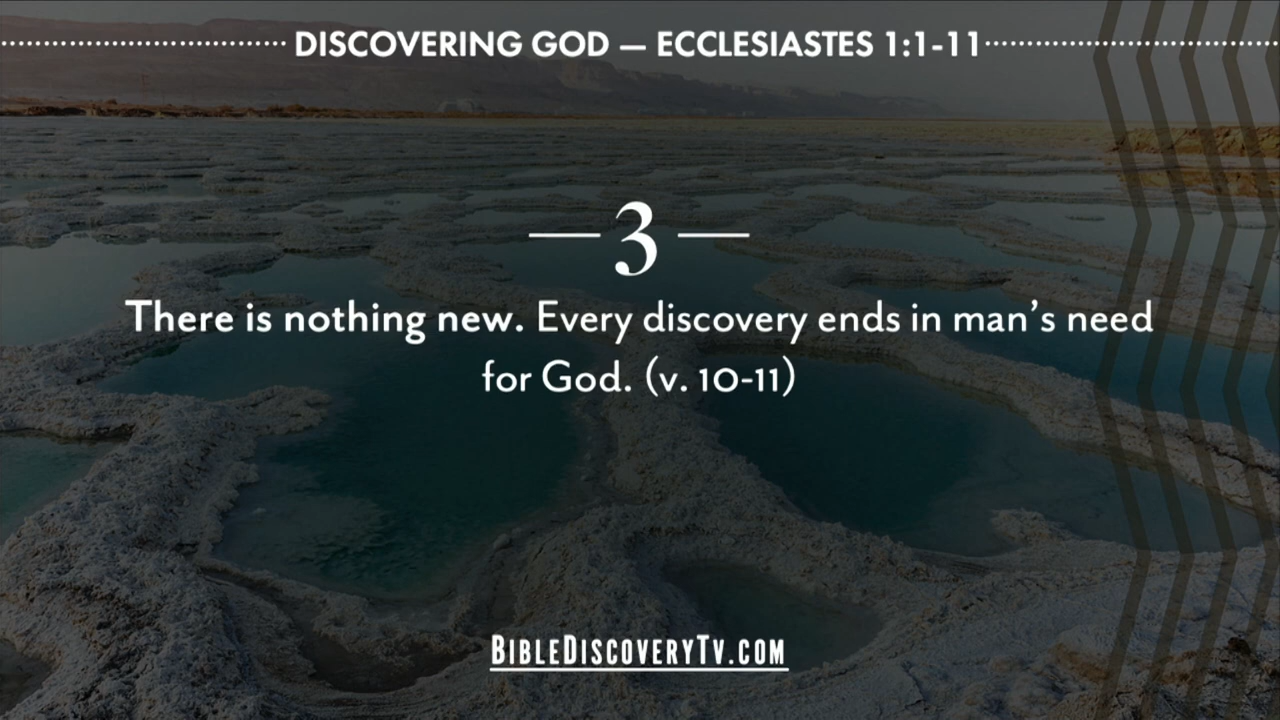 DISCOVERING GOD — ECCLESIASTES 1:1-11
—3—
There is nothing new. Every discovery ends in man’s need
for God. (v. 10-11)
BIBLEDISCOVERYTV.COM